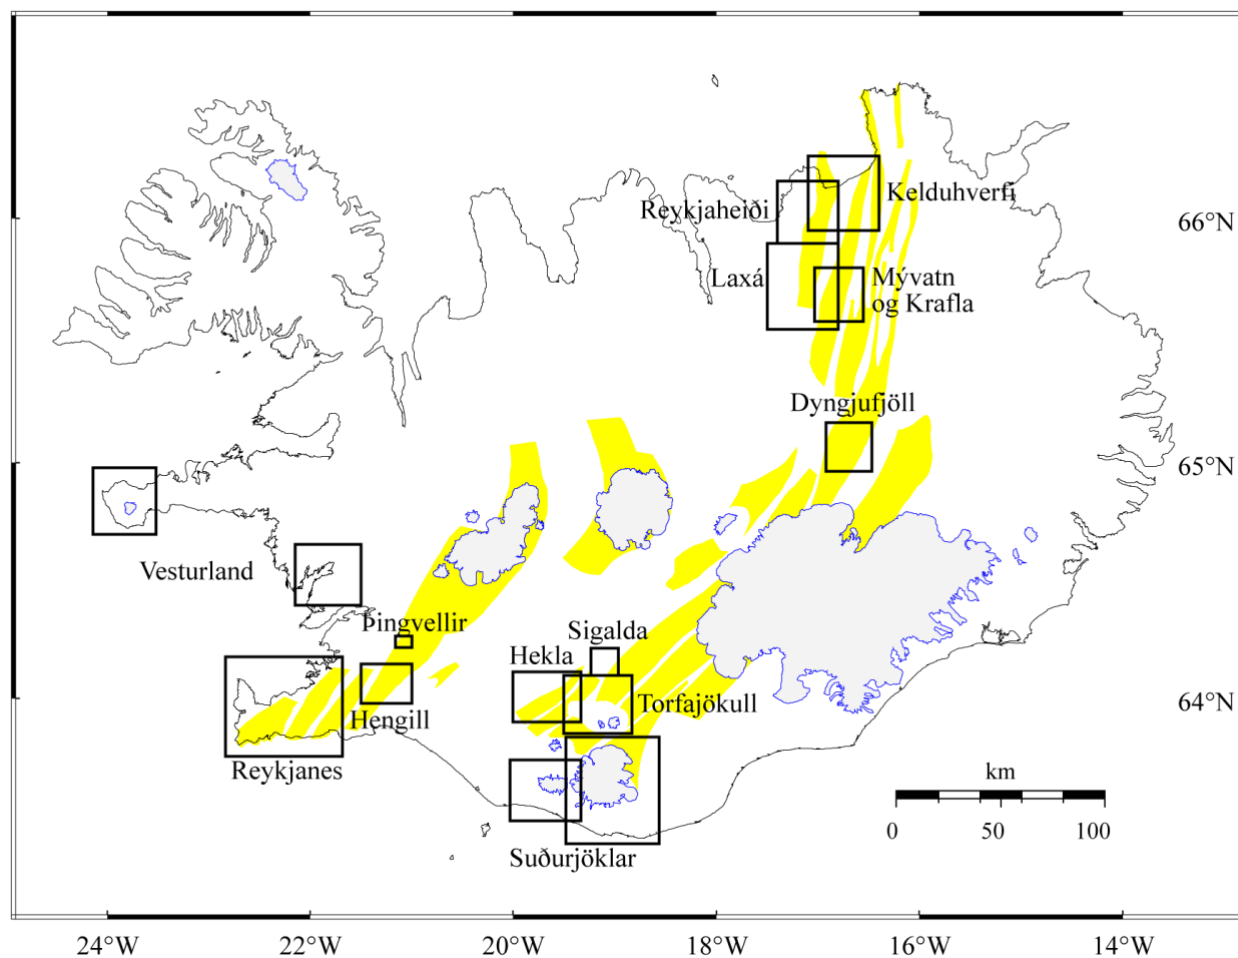 Kelduhverfi
Reykjaheiði
66°N
Laxá
Mývatn
og Krafla
Dyngjufjöll
65°N
Vesturland
Þingvellir
Sigalda
Hekla
Torfajökull
64°N
Hengill
Reykjanes
km
0 50 100
Suðurjöklar
24°W 22°W 20°W 18°W 16°W 14°W